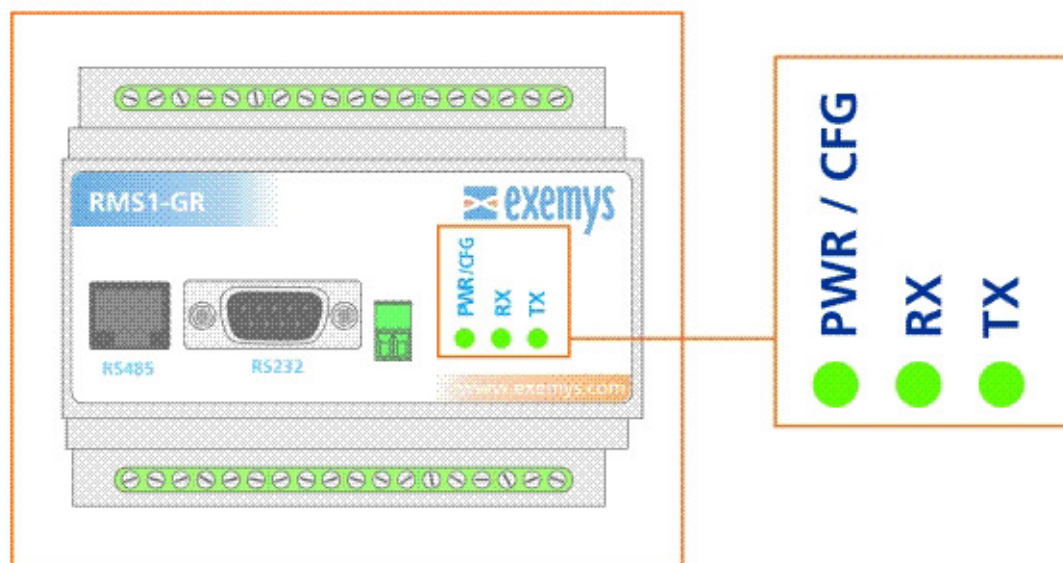 RMS1-GR
exemys
PWR/CFG
RX
TX
RS485
RS232
www.exemys.com
PWR / CFG
RX
TX